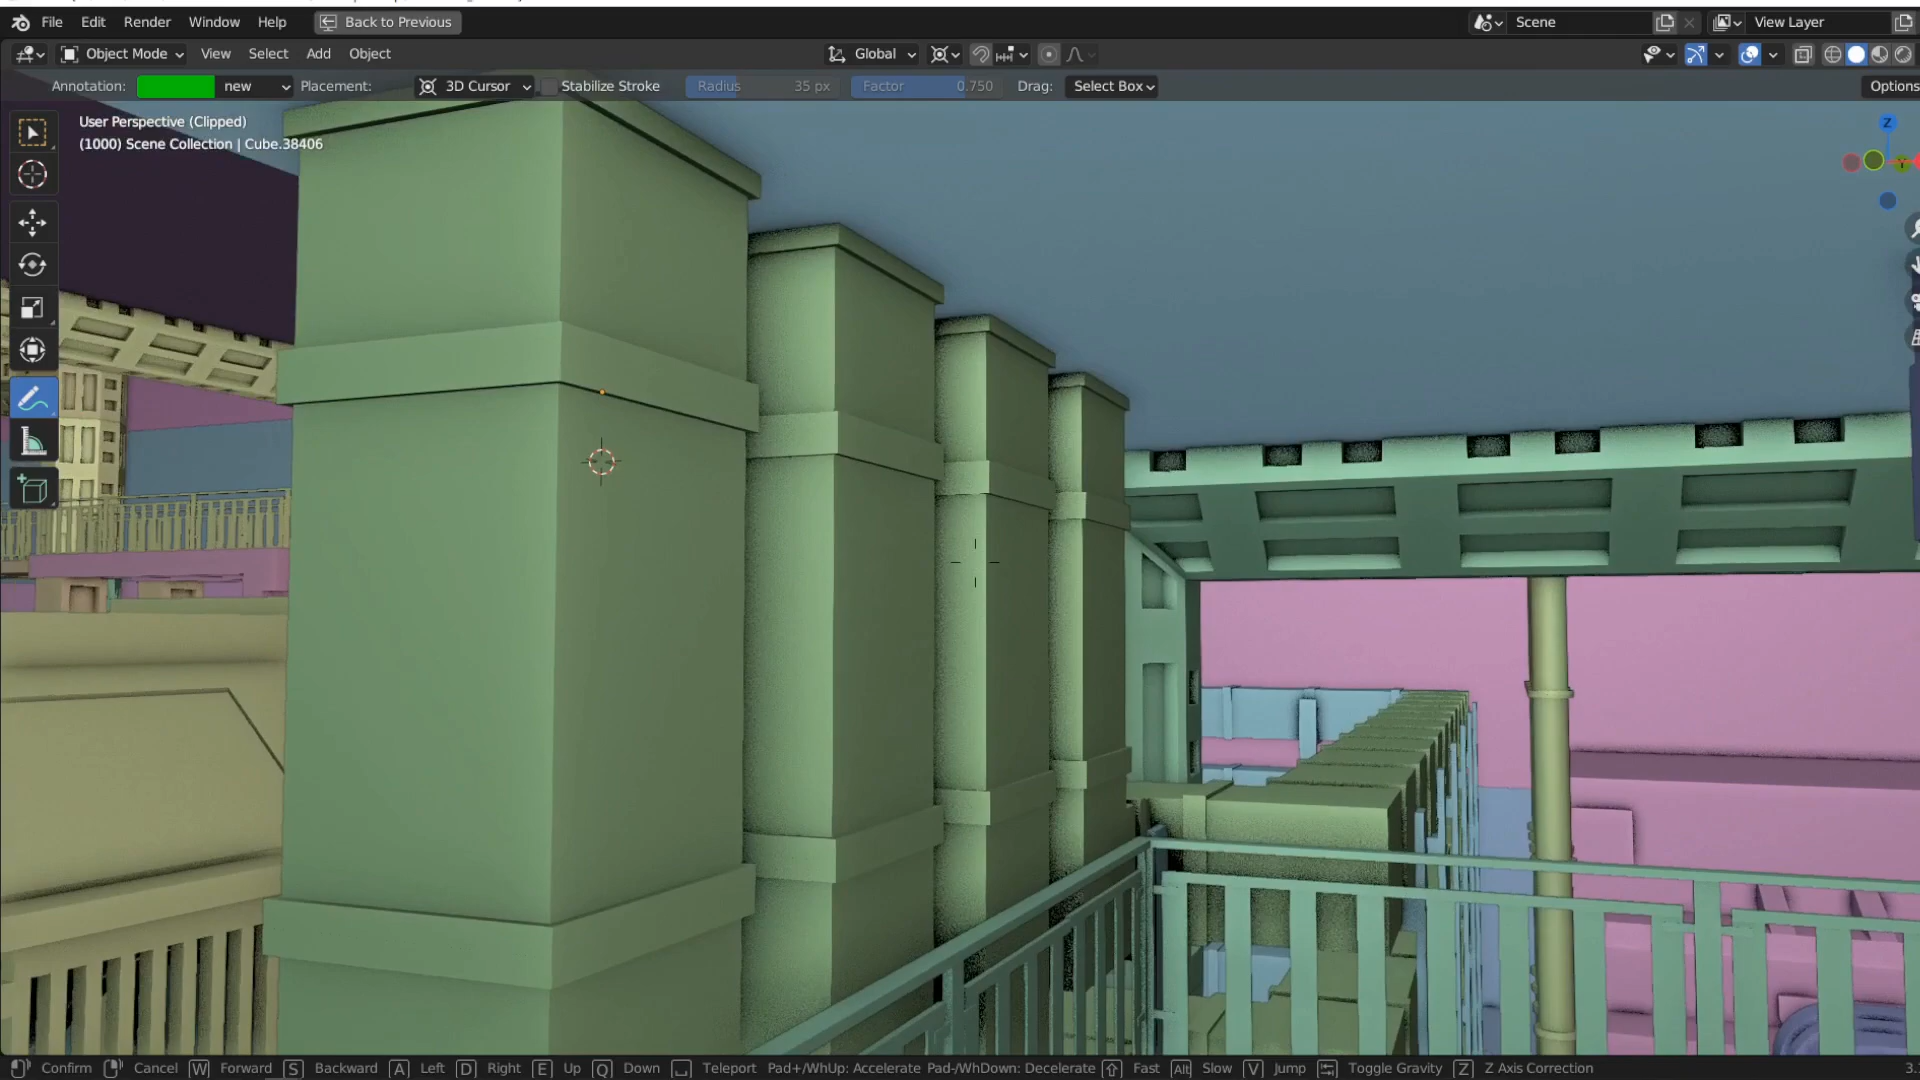 File Edit Render Window Help Back to Previous Scene View Layer
Object Mode View Select Add Object Global
Annotation: new Placement: 3D Cursor Stabilize Stroke Radius 35 px Factor 0.750 Drag: Select Box Options
User Perspective (Clipped)
(1000) Scene Collection | Cube.38406
Z
Confirm Cancel W Forward S Backward A Left D Right E Up Q Down Teleport Pad+/WhUp: Accelerate Pad-/WhDown: Decelerate Fast Alt Slow V Jump Toggle Gravity Z Z Axis Correction 3.